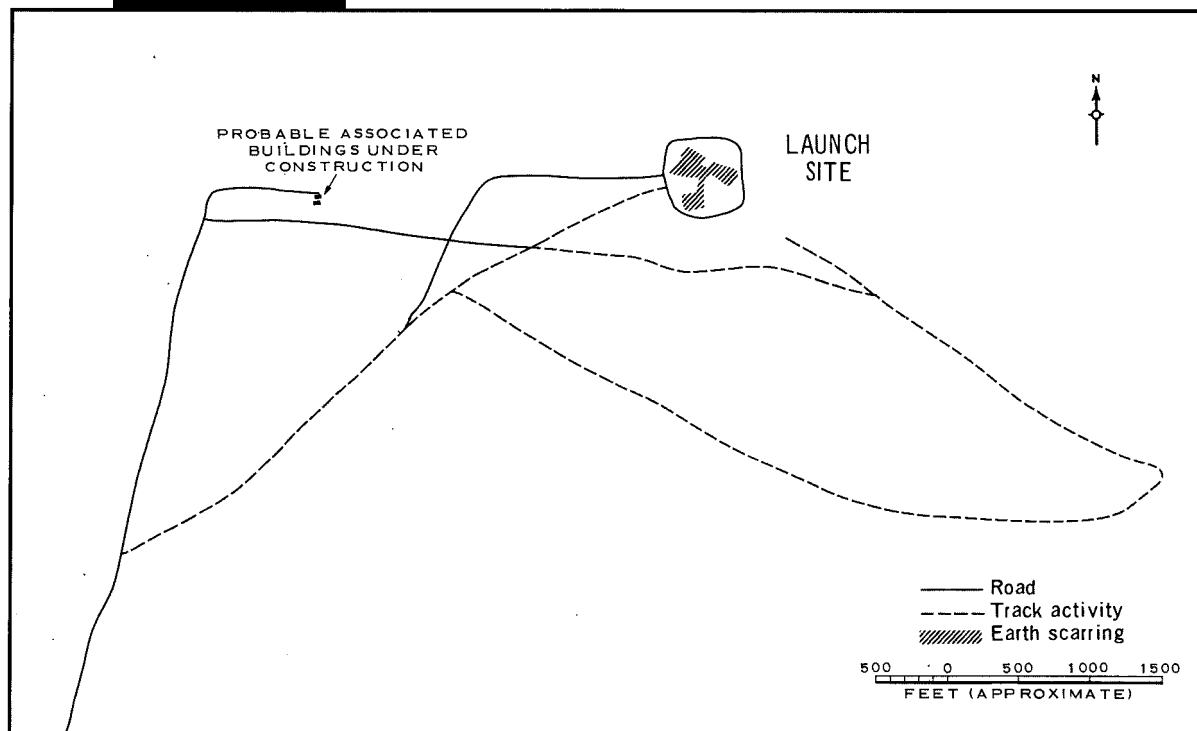 N
PROBABLE ASSOCIATED
BUILDINGS UNDER
CONSTRUCTION
LAUNCH
SITE
Road
Track activity
Earth scarring
500 0 500 1000 1500
FEET (APPROXIMATE)